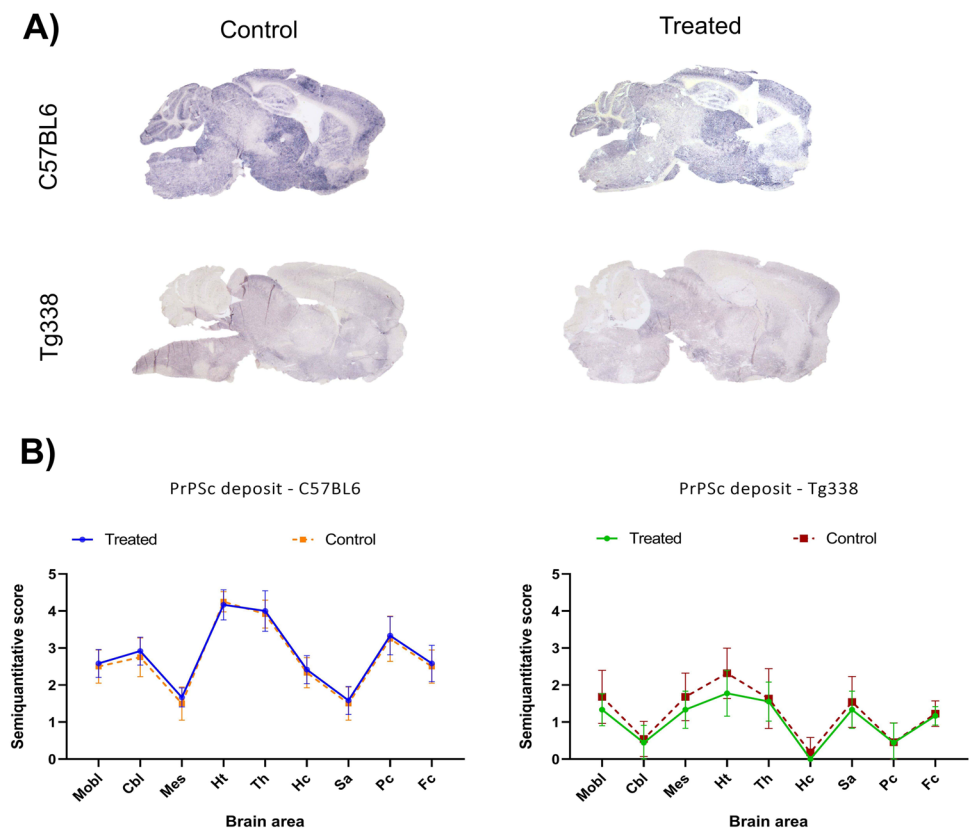 A)
Control
Treated
C57BL6
Tg338
B)
PrPSc deposit - C57BL6
Treated
Control
Semiquantitative score
5
4
3
2
1
0
Mobl
Cbl
Mes
Ht
Th
Hc
Sa
Pc
Fc
Brain area
PrPSc deposit - Tg338
Treated
Control
Semiquantitative score
5
4
3
2
1
0
Mobl
Cbl
Mes
Ht
Th
Hc
Sa
Pc
Fc
Brain area